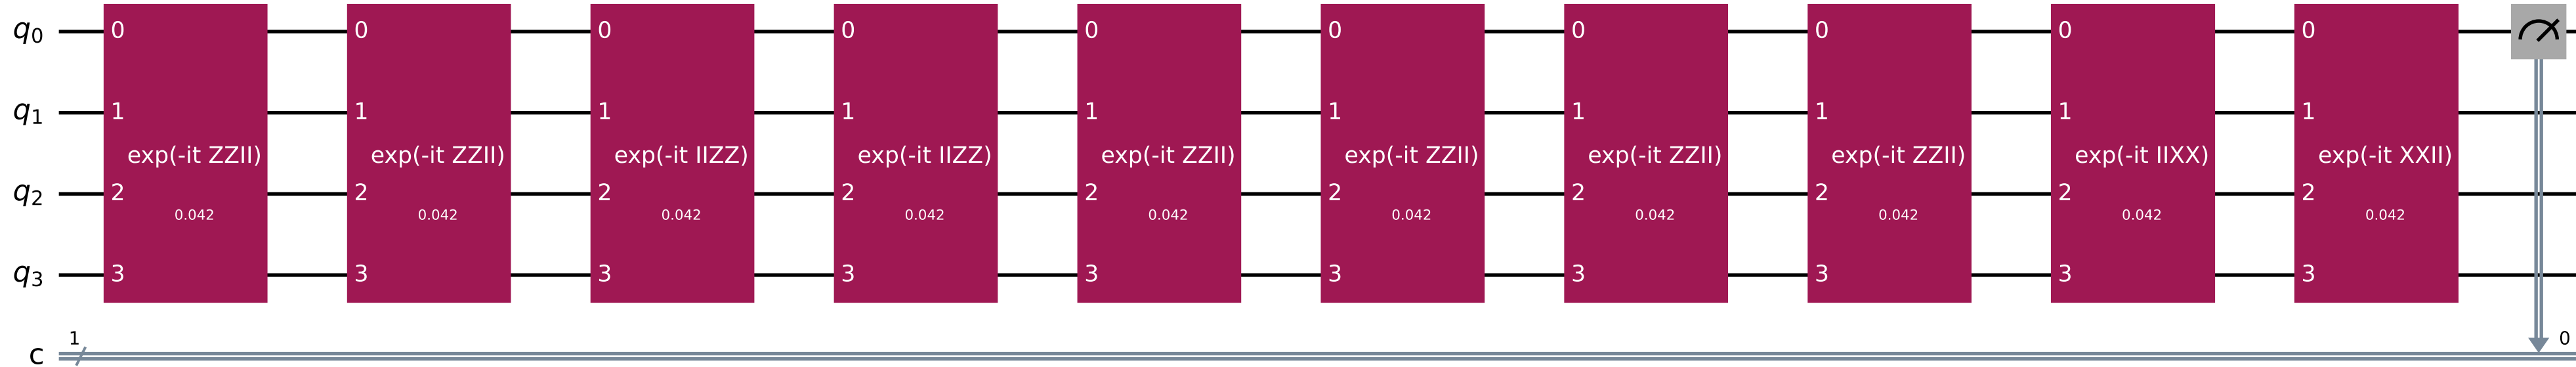 q0 0 0 0 0 0 0 0 0 0 0
q1 1 1 1 1 1 1 1 1 1 1
exp(-it ZZII) exp(-it ZZII) exp(-it IIZZ) exp(-it IIZZ) exp(-it ZZII) exp(-it ZZII) exp(-it ZZII) exp(-it ZZII) exp(-it IIXX) exp(-it XXII)
q2 2 2 2 2 2 2 2 2 2 2
0.042 0.042 0.042 0.042 0.042 0.042 0.042 0.042 0.042 0.042
q3 3 3 3 3 3 3 3 3 3 3
1 0
c